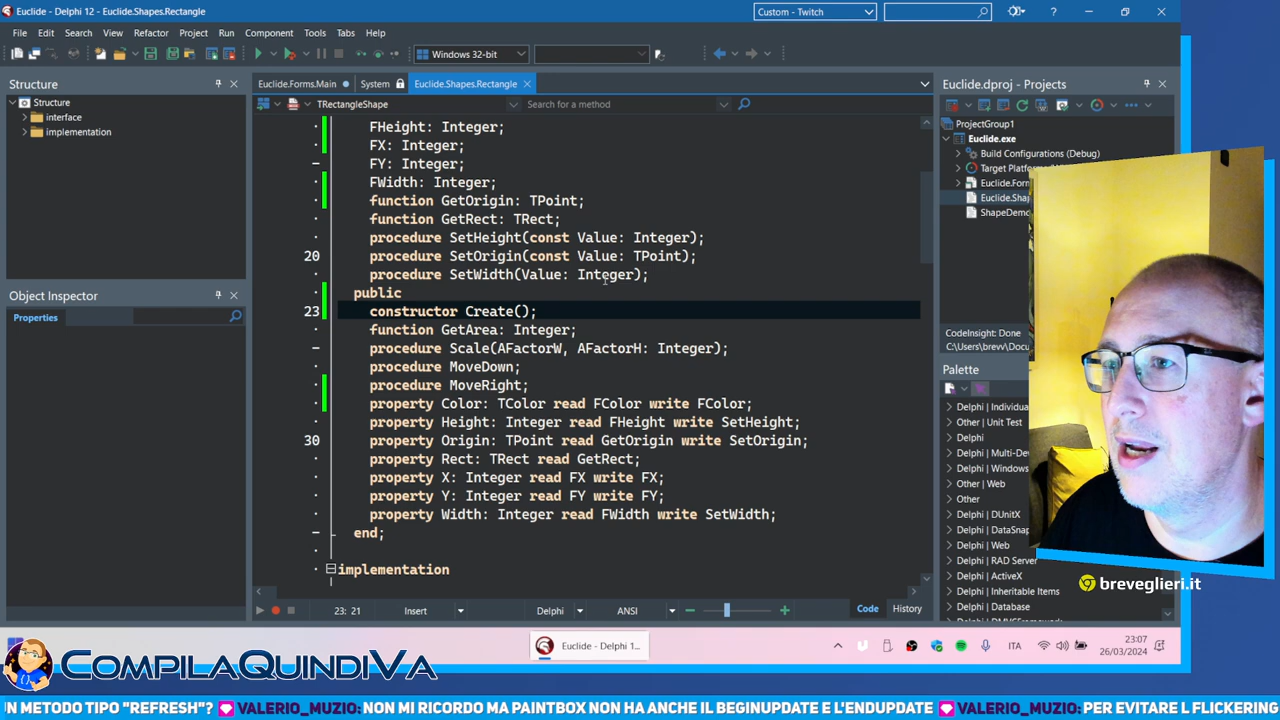 Euclide - Delphi 12 - Euclide.Shapes.Rectangle
Custom - Twitch
File Edit Search View Refactor Project Run Component Tools Tabs Help
Windows 32-bit
Structure
Structure
interface
implementation
Object Inspector
Properties
Euclide.Forms.Main System Euclide.Shapes.Rectangle
TRectangleShape
Search for a method
FHeight: Integer;
FX: Integer;
FY: Integer;
FWidth: Integer;
function GetOrigin: TPoint;
function GetRect: TRect;
procedure SetHeight(const Value: Integer);
20 procedure SetOrigin(const Value: TPoint);
procedure SetWidth(Value: Integer);
public
23 constructor Create();
function GetArea: Integer;
procedure Scale(AFactorW, AFactorH: Integer);
procedure MoveDown;
procedure MoveRight;
property Color: TColor read FColor write FColor;
property Height: Integer read FHeight write SetHeight;
30 property Origin: TPoint read GetOrigin write SetOrigin;
property Rect: TRect read GetRect;
property X: Integer read FX write FX;
property Y: Integer read FY write FY;
property Width: Integer read FWidth write SetWidth;
end;
implementation
23: 21 Insert Delphi ANSI Code History
Euclide.dproj - Projects
ProjectGroup1
Euclide.exe
Build Configurations (Debug)
Target Platforms
Euclide.Form
Euclide.Shap
ShapeDemo
CodeInsight: Done
C:\Users\brevv\Docu
Palette
Delphi | Individua
Other | Unit Test
Delphi
Delphi | Multi-Dev
Delphi | Windows
Other | Web
Other
Delphi | DUnitX
Delphi | DataSnap
Delphi | Web
Delphi | RAD Server
Delphi | ActiveX
Delphi | Inheritable Items
Delphi | Database
breveglieri.it
Euclide - Delphi 1...
ITA
23:07
26/03/2024
COMPILAQUINDIVA
UN METODO TIPO "REFRESH"? VALERIO_MUZIO: NON MI RICORDO MA PAINTBOX NON HA ANCHE IL BEGINUPDATE E L'ENDUPDATE VALERIO_MUZIO: PER EVITARE L FLICKERING